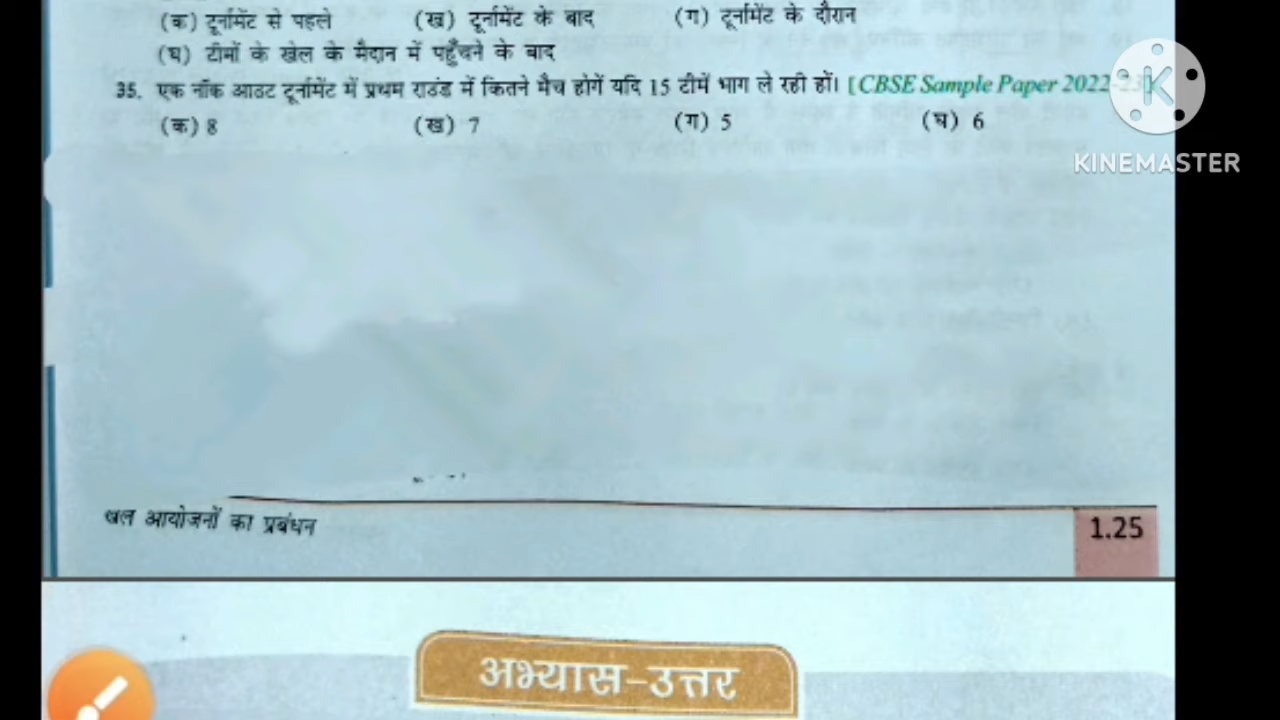 (क) टूर्नामेंट से पहले (ख) टूर्नामेंट के बाद (ग) टूर्नामेंट के दौरान
(घ) टीमों के खेल के मैदान में पहुँचने के बाद
35. एक नॉक आउट टूर्नामेंट में प्रथम राउंड में कितने मैच होगें यदि 15 टीमें भाग ले रही हों। [CBSE Sample Paper 2022-23]
(क) 8 (ख) 7 (ग) 5 (घ) 6
K
KINEMASTER
खेल आयोजनों का प्रबंधन
1.25
अभ्यास-उत्तर